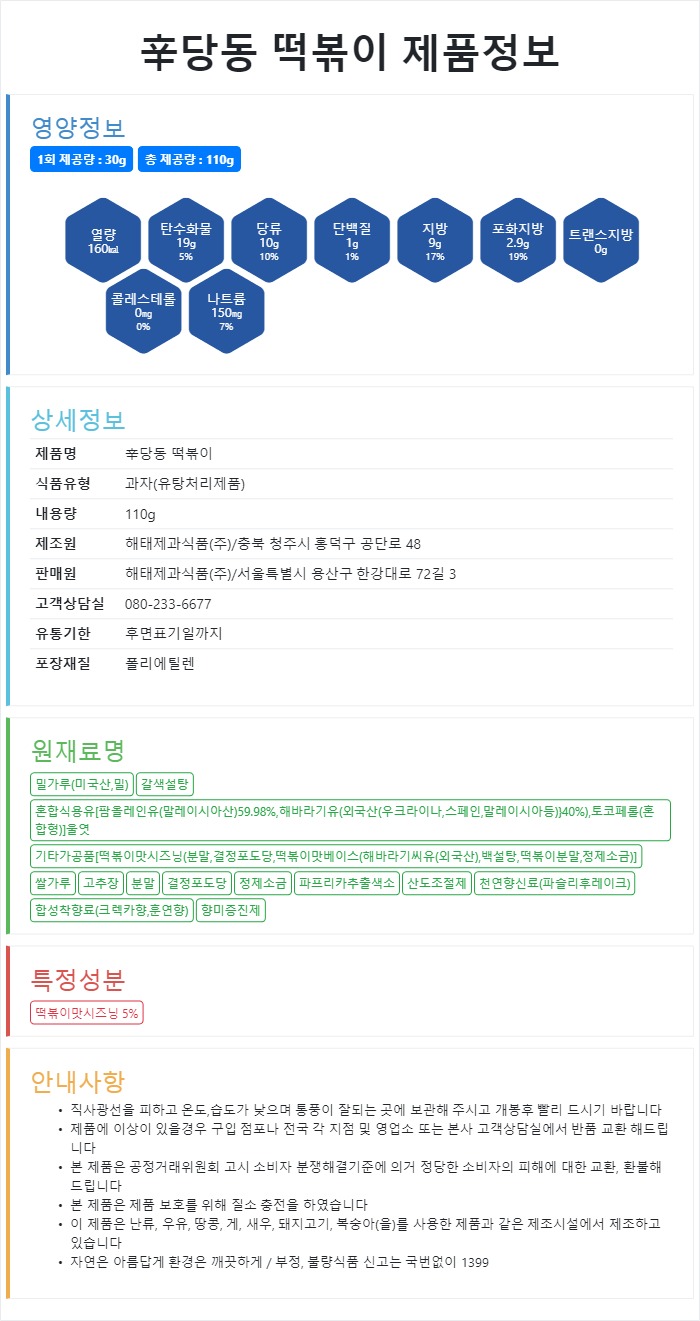 辛당동 떡볶이 제품정보
영양정보
1회 제공량 : 30g 총 제공량 : 110g
열량
160㎉
탄수화물
19g
5%
당류
10g
10%
단백질
1g
1%
지방
9g
17%
포화지방
2.9g
19%
트랜스지방
0g
콜레스테롤
0㎎
0%
나트륨
150㎎
7%
상세정보
제품명 辛당동 떡볶이
식품유형 과자(유탕처리제품)
내용량 110g
제조원 해태제과식품(주)/충북 청주시 흥덕구 공단로 48
판매원 해태제과식품(주)/서울특별시 용산구 한강대로 72길 3
고객상담실 080-233-6677
유통기한 후면표기일까지
포장재질 폴리에틸렌
원재료명
밀가루(미국산,밀) 갈색설탕
혼합식용유[팜올레인유(말레이시아산)59.98%,해바라기유(외국산(우크라이나,스페인,말레이시아등)}40%),토코페롤(혼
합형)]물엿
기타가공품[떡볶이맛시즈닝(분말,결정포도당,떡볶이맛베이스(해바라기씨유(외국산),백설탕,떡볶이분말,정제소금)]
쌀가루 고추장 분말 결정포도당 정제소금 파프리카추출색소 산도조절제 천연향신료(파슬리후레이크)
합성착향료(크렉카향,훈연향) 향미증진제
특정성분
떡볶이맛시즈닝 5%
안내사항
• 직사광선을 피하고 온도,습도가 낮으며 통풍이 잘되는 곳에 보관해 주시고 개봉후 빨리 드시기 바랍니다
• 제품에 이상이 있을경우 구입 점포나 전국 각 지점 및 영업소 또는 본사 고객상담실에서 반품 교환 해드립
니다
• 본 제품은 공정거래위원회 고시 소비자 분쟁해결기준에 의거 정당한 소비자의 피해에 대한 교환, 환불해
드립니다
• 본 제품은 제품 보호를 위해 질소 충전을 하였습니다
• 이 제품은 난류, 우유, 땅콩, 게, 새우, 돼지고기, 복숭아(을)를 사용한 제품과 같은 제조시설에서 제조하고
있습니다
• 자연은 아름답게 환경은 깨끗하게 / 부정, 불량식품 신고는 국번없이 1399